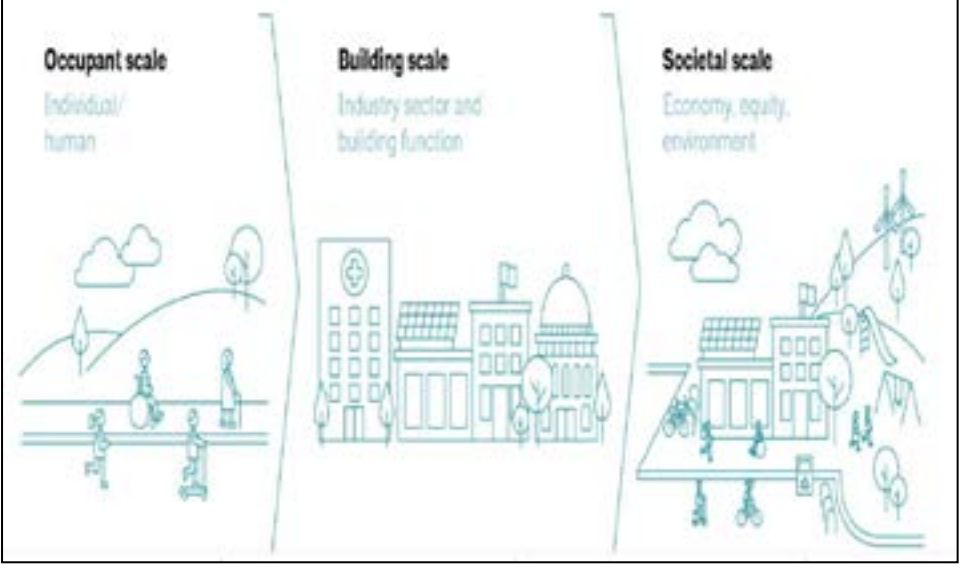 Occupant scale
Individual/
human
Building scale
Industry sector and
building function
Societal scale
Economy, equity,
environment